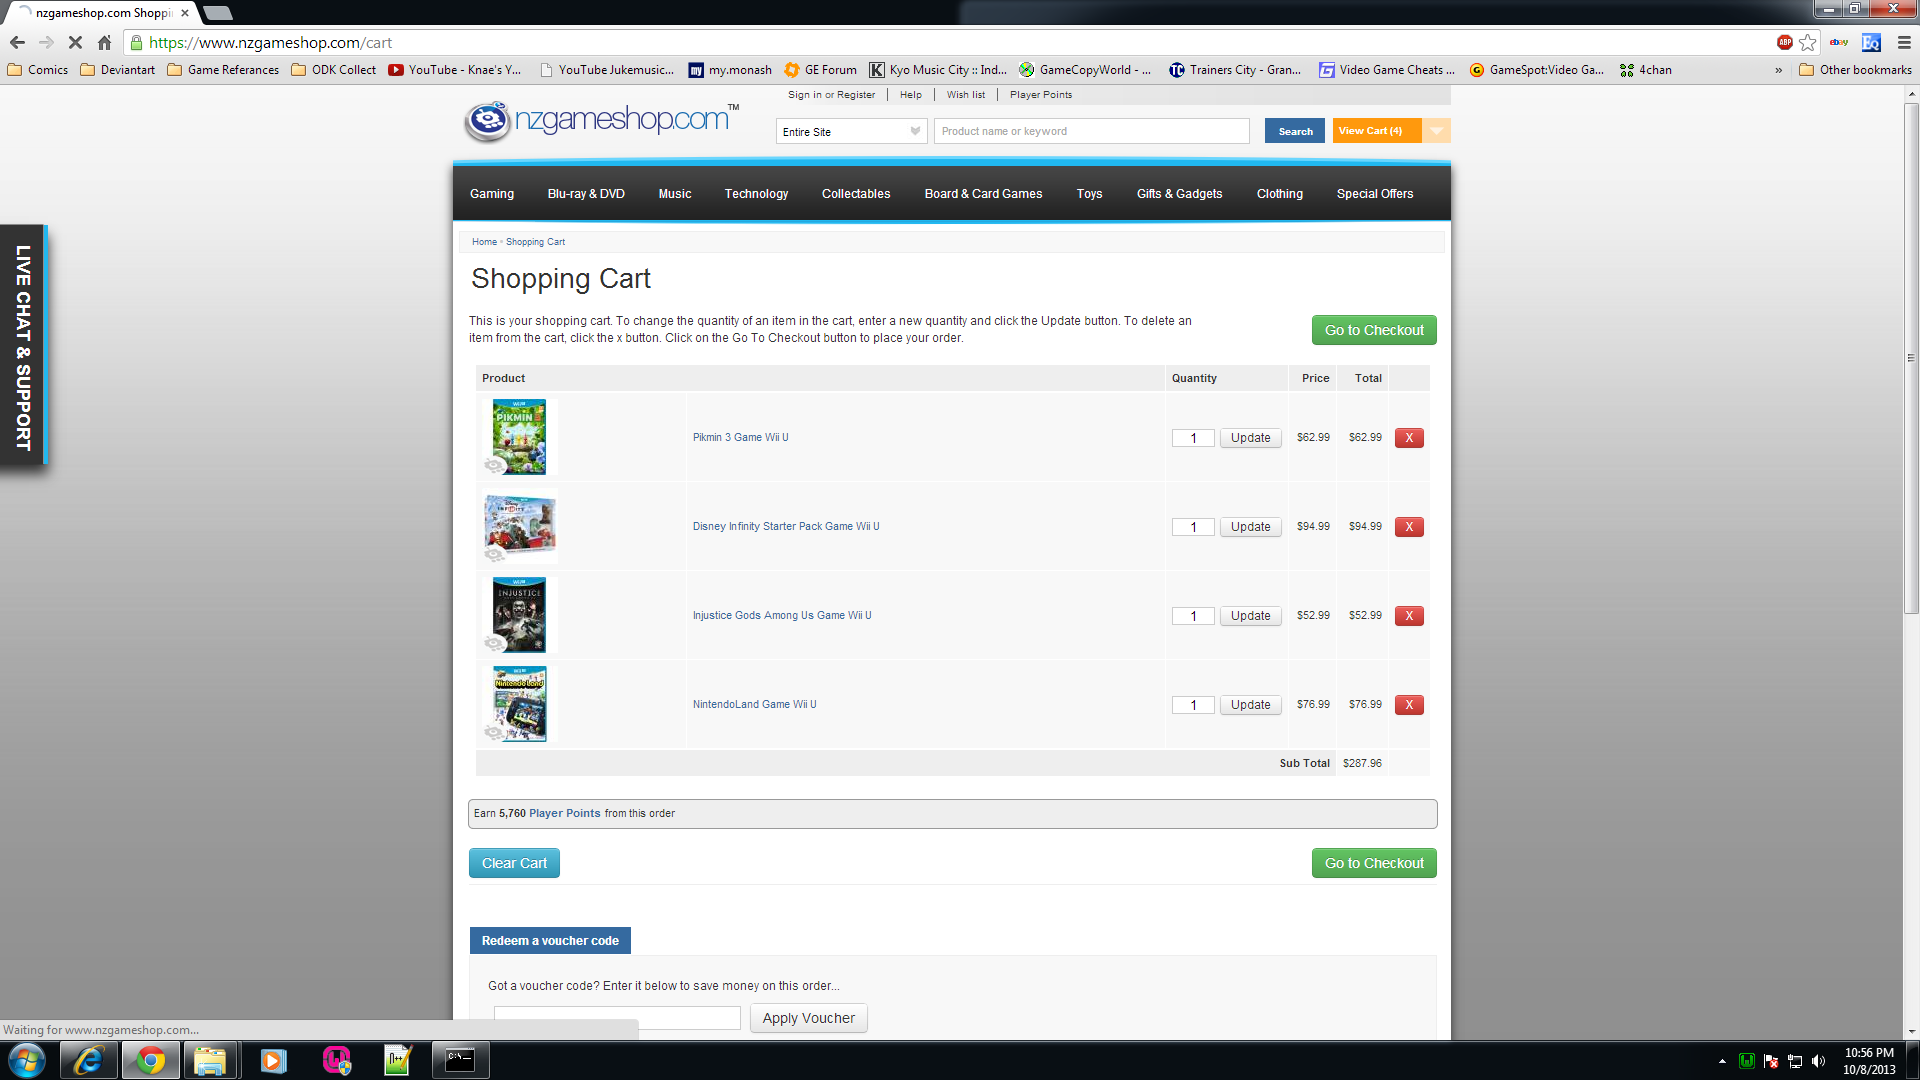 nzgameshop.com Shoppi
https://www.nzgameshop.com/cart
ABP
ebay
EQ
Comics
Deviantart
Game Referances
ODK Collect
YouTube - Knae's Y...
YouTube Jukemusic...
my my.monash
GE Forum
K Kyo Music City :: Ind...
GameCopyWorld - ...
TC Trainers City - Gran...
Video Game Cheats ...
G GameSpot:Video Ga...
4chan
»
Other bookmarks
nzgameshop.com™
Sign in or Register
Help
Wish list
Player Points
Entire Site
Product name or keyword
Search
View Cart (4)
Gaming
Blu-ray & DVD
Music
Technology
Collectables
Board & Card Games
Toys
Gifts & Gadgets
Clothing
Special Offers
LIVE CHAT & SUPPORT
Home
Shopping Cart
Shopping Cart
This is your shopping cart. To change the quantity of an item in the cart, enter a new quantity and click the Update button. To delete an
item from the cart, click the x button. Click on the Go To Checkout button to place your order.
Go to Checkout
Product Quantity Price Total
PIKMIN
Pikmin 3 Game Wii U 1 Update $62.99 $62.99 X
Disney Infinity Starter Pack Game Wii U 1 Update $94.99 $94.99 X
INJUSTICE
Injustice Gods Among Us Game Wii U 1 Update $52.99 $52.99 X
Nintendo Land
NintendoLand Game Wii U 1 Update $76.99 $76.99 X
Sub Total $287.96
Earn 5,760 Player Points from this order
Clear Cart
Go to Checkout
Redeem a voucher code
Got a voucher code? Enter it below to save money on this order...
Apply Voucher
Waiting for www.nzgameshop.com...
C:\_
10:56 PM
10/8/2013